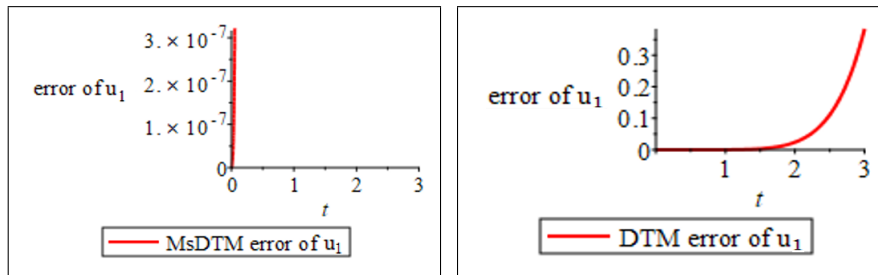 3. × 10⁻⁷
error of u₁ 2. × 10⁻⁷
1. × 10⁻⁷
0
0 1 2 3
t
MsDTM error of u₁
0.3
error of u₁ 0.2
0.1
0
0 1 2 3
t
DTM error of u₁